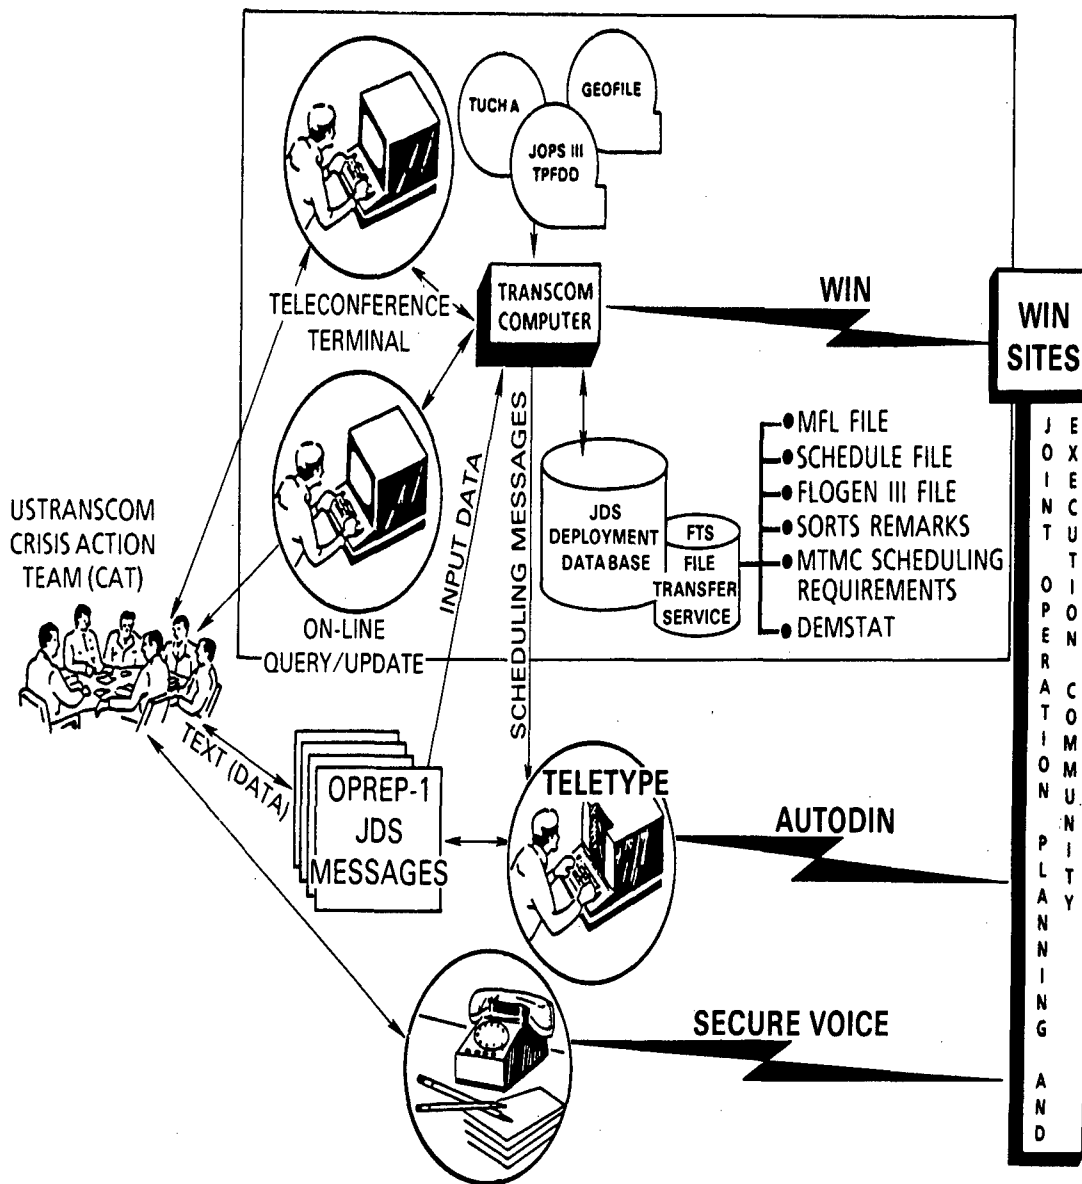 TUCHA
GEOFILE
JOPS III
TPFDD
TELECONFERENCE
TERMINAL
TRANSCOM
COMPUTER
WIN
WIN
SITES
USTRANSCOM
CRISIS ACTION
TEAM (CAT)
ON-LINE
QUERY/UPDATE
INPUT DATA
SCHEDULING MESSAGES
JDS
DEPLOYMENT
DATABASE
FTS
FILE
TRANSFER
SERVICE
MFL FILE
SCHEDULE FILE
FLOGEN III FILE
SORTS REMARKS
MTMC SCHEDULING
REQUIREMENTS
DEMSTAT
JOINT OPERATION PLANNING AND
EXECUTION COMMUNITY
TEXT (DATA)
OPREP-1
JDS
MESSAGES
TELETYPE
AUTODIN
SECURE VOICE